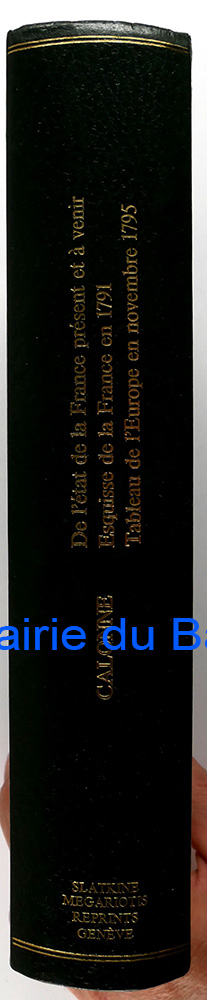 De l'état de la France présent et à venir
Esquisse de la France en 1791
Tableau de l'Europe en novembre 1795
CALONNE
airie du Ba
SLATKINE
MEGARIOTIS
REPRINTS
GENÈVE